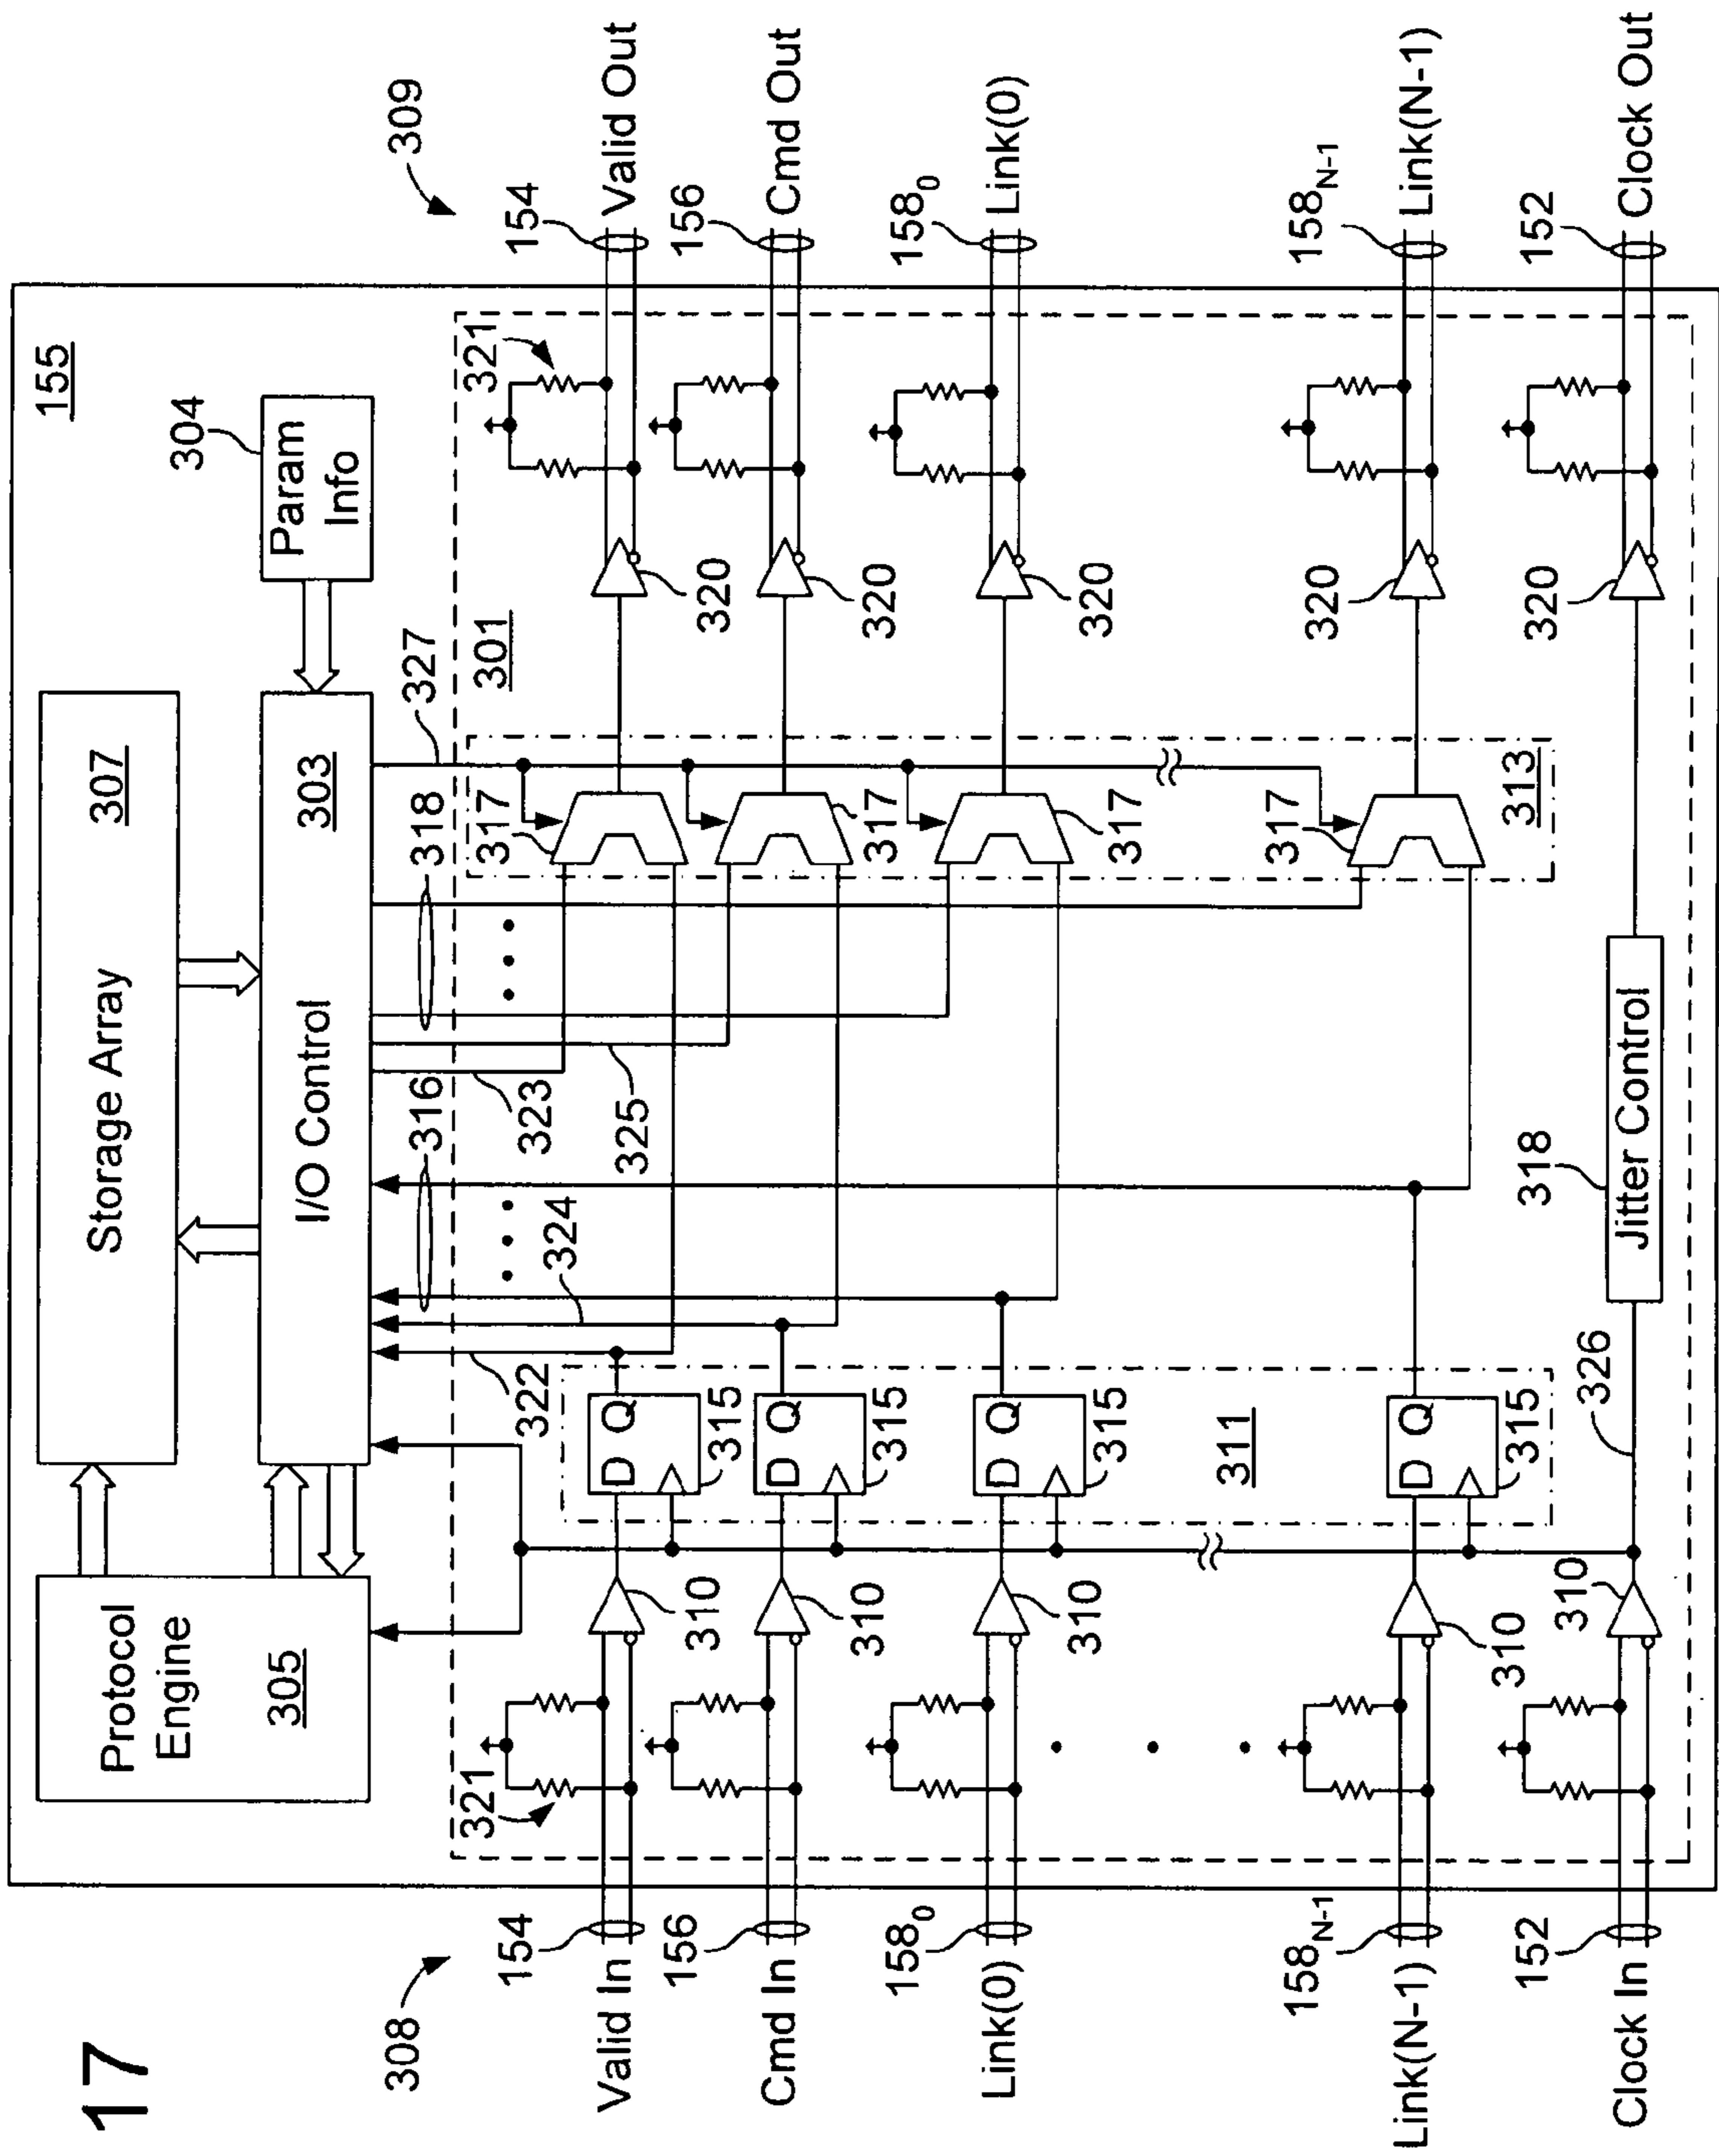 17
155
Protocol
Engine
305
Storage Array
307
I/O Control
303
Param
Info
304
308
309
301
321
321
322
324
316
323
325
318
327
Valid In
154
310
D Q
315
317
320
154
Valid Out
Cmd In
156
310
D Q
315
317
320
156
Cmd Out
Link(0)
158₀
310
D Q
315
317
320
158₀
Link(0)
311
313
Link(N-1)
158N-1
310
D Q
315
317
320
158N-1
Link(N-1)
Clock In
152
310
326
318
Jitter Control
320
152
Clock Out